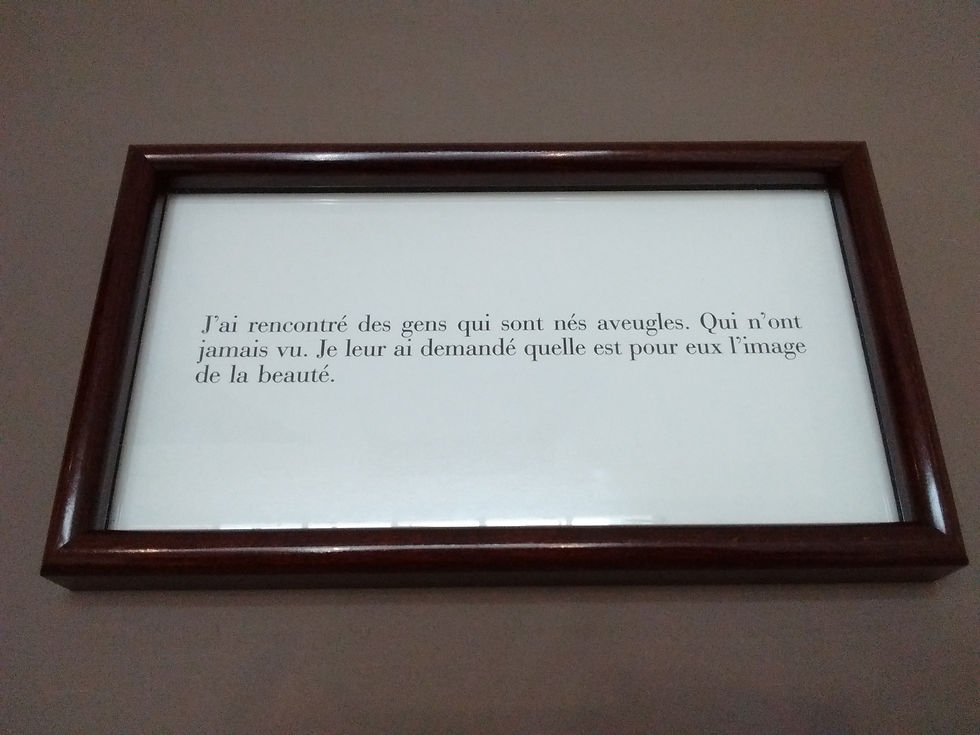 J'ai rencontré des gens qui sont nés aveugles. Qui n'ont
jamais vu. Je leur ai demandé quelle est pour eux l'image
de la beauté.